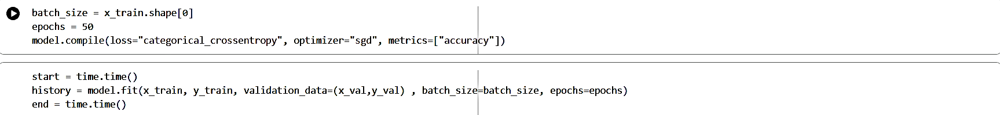 batch_size = x_train.shape[0]
epochs = 50
model.compile(loss="categorical_crossentropy", optimizer="sgd", metrics=["accuracy"])
start = time.time()
history = model.fit(x_train, y_train, validation_data=(x_val,y_val) , batch_size=batch_size, epochs=epochs)
end = time.time()